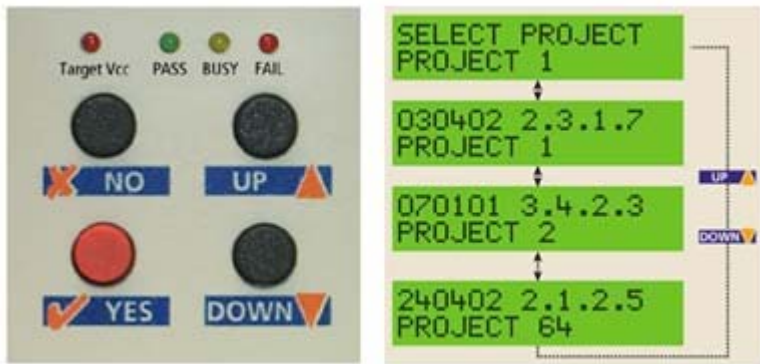 Target Vcc PASS BUSY FAIL
NO UP
YES DOWN
SELECT PROJECT
PROJECT 1
030402 2.3.1.7
PROJECT 1
070101 3.4.2.3
PROJECT 2
240402 2.1.2.5
PROJECT 64
UP
DOWN